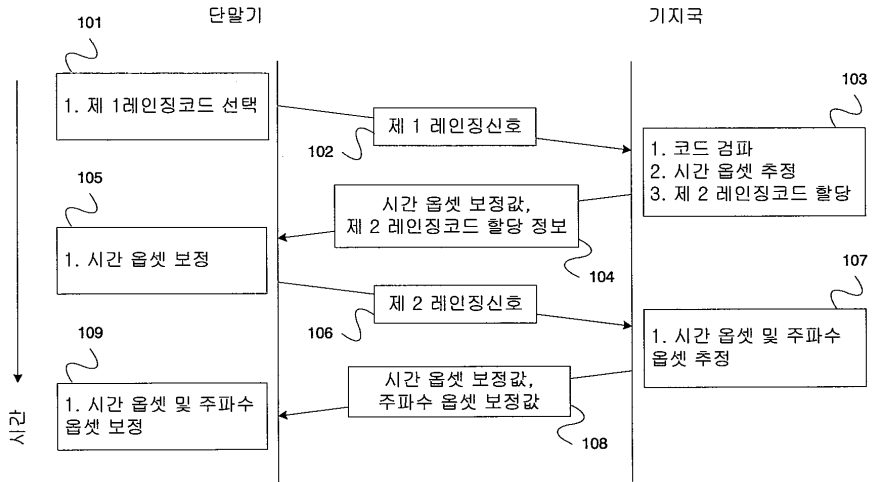 단말기
기지국
101
1. 제 1레인징코드 선택
102
제 1 레인징신호
103
1. 코드 검파
2. 시간 옵셋 추정
3. 제 2 레인징코드 할당
시간 옵셋 보정값,
제 2 레인징코드 할당 정보
104
105
1. 시간 옵셋 보정
106
제 2 레인징신호
107
1. 시간 옵셋 및 주파수
옵셋 추정
시간 옵셋 보정값,
주파수 옵셋 보정값
108
109
1. 시간 옵셋 및 주파수
옵셋 보정
시간